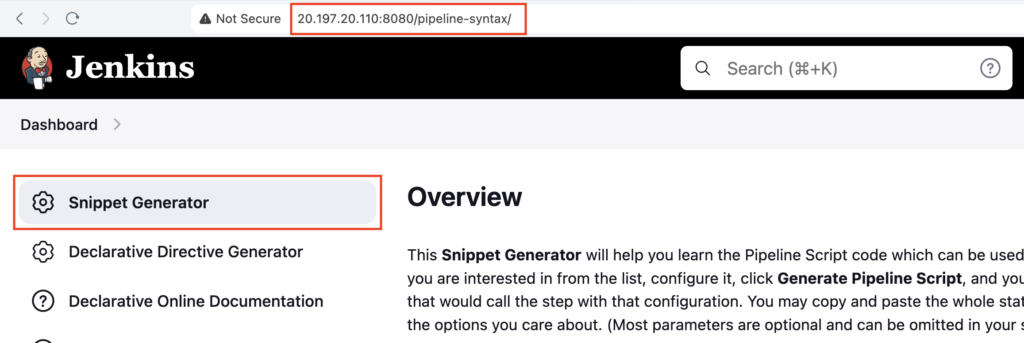 Not Secure 20.197.20.110:8080/pipeline-syntax/
Jenkins
Search (⌘+K)
Dashboard
Snippet Generator
Declarative Directive Generator
Declarative Online Documentation
Overview
This Snippet Generator will help you learn the Pipeline Script code which can be used
you are interested in from the list, configure it, click Generate Pipeline Script, and you
that would call the step with that configuration. You may copy and paste the whole stat
the options you care about. (Most parameters are optional and can be omitted in your s